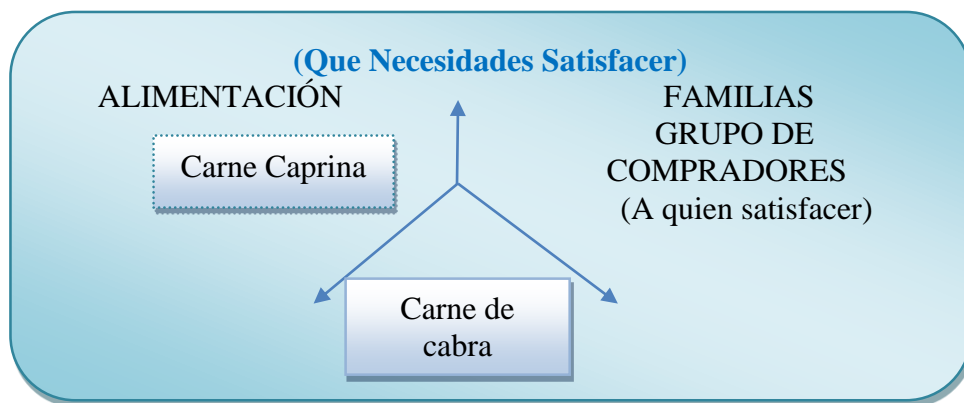 (Que Necesidades Satisfacer)
ALIMENTACIÓN
Carne Caprina
FAMILIAS
GRUPO DE
COMPRADORES
(A quien satisfacer)
Carne de
cabra